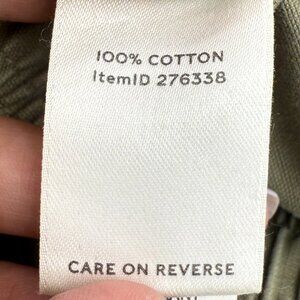 100% COTTON
ItemID 276338
CARE ON REVERSE